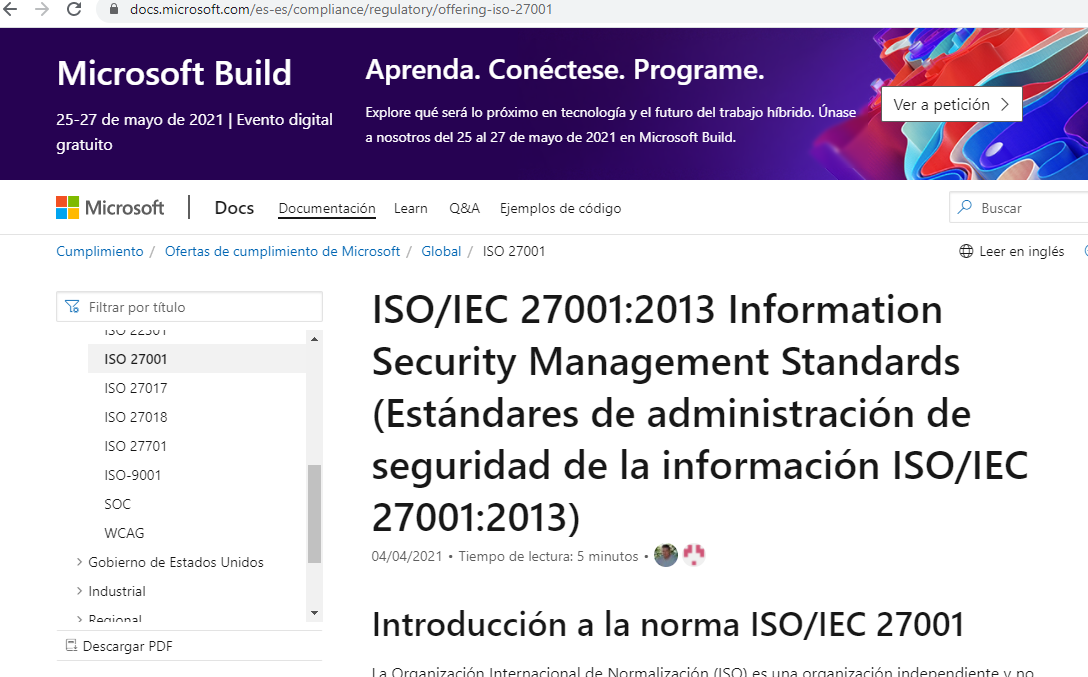 docs.microsoft.com/es-es/compliance/regulatory/offering-iso-27001
Microsoft Build
25-27 de mayo de 2021 | Evento digital
gratuito
Aprenda. Conéctese. Programe.
Explore qué será lo próximo en tecnología y el futuro del trabajo híbrido. Únase
a nosotros del 25 al 27 de mayo de 2021 en Microsoft Build.
Ver a petición
Microsoft Docs Documentación Learn Q&A Ejemplos de código Buscar
Cumplimiento / Ofertas de cumplimiento de Microsoft / Global / ISO 27001 Leer en inglés
Filtrar por título
ISO 22301
ISO 27001
ISO 27017
ISO 27018
ISO 27701
ISO-9001
SOC
WCAG
Gobierno de Estados Unidos
Industrial
Regional
Descargar PDF
ISO/IEC 27001:2013 Information
Security Management Standards
(Estándares de administración de
seguridad de la información ISO/IEC
27001:2013)
04/04/2021 • Tiempo de lectura: 5 minutos •
Introducción a la norma ISO/IEC 27001
La Organización Internacional de Normalización (ISO) es una organización independiente y no